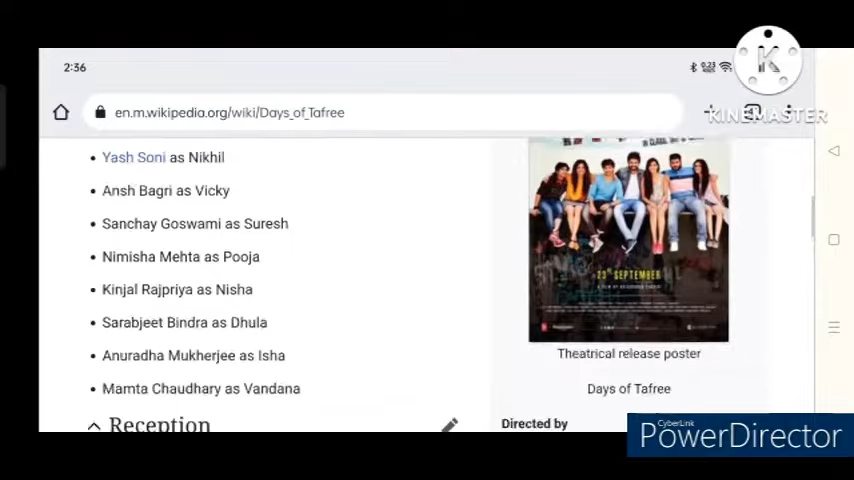 2:36
0.23
KINEMASTER
en.m.wikipedia.org/wiki/Days_of_Tafree
Yash Soni as Nikhil
Ansh Bagri as Vicky
Sanchay Goswami as Suresh
Nimisha Mehta as Pooja
Kinjal Rajpriya as Nisha
Sarabjeet Bindra as Dhula
Anuradha Mukherjee as Isha
Mamta Chaudhary as Vandana
Reception
23RD SEPTEMBER
Theatrical release poster
Days of Tafree
Directed by
CyberLink
PowerDirector